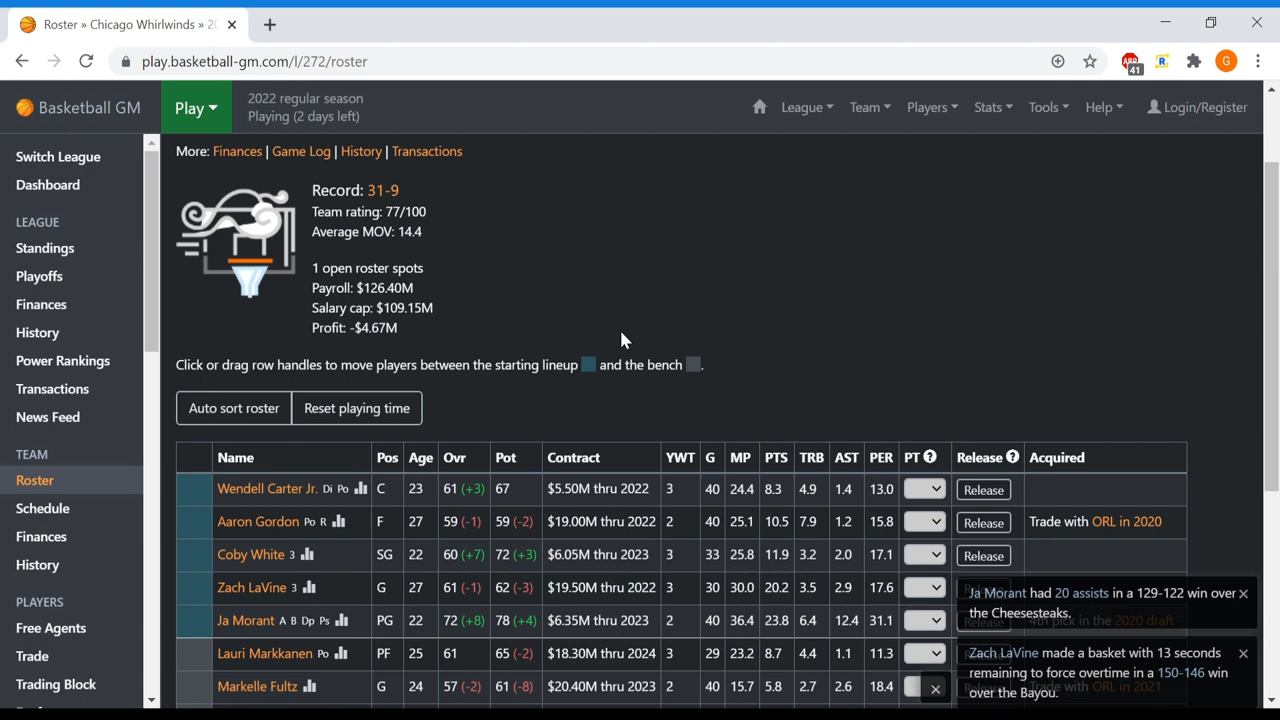 Roster » Chicago Whirlwinds » 20
play.basketball-gm.com/l/272/roster
ABP
41
R
G
Basketball GM
Play
2022 regular season
Playing (2 days left)
League
Team
Players
Stats
Tools
Help
Login/Register
Switch League
Dashboard
LEAGUE
Standings
Playoffs
Finances
History
Power Rankings
Transactions
News Feed
TEAM
Roster
Schedule
Finances
History
PLAYERS
Free Agents
Trade
Trading Block
More: Finances | Game Log | History | Transactions
Record: 31-9
Team rating: 77/100
Average MOV: 14.4
1 open roster spots
Payroll: $126.40M
Salary cap: $109.15M
Profit: -$4.67M
Click or drag row handles to move players between the starting lineup and the bench .
Auto sort roster Reset playing time
Name Pos Age Ovr Pot Contract YWT G MP PTS TRB AST PER PT ? Release ? Acquired
Wendell Carter Jr. Di Po C 23 61 (+3) 67 $5.50M thru 2022 3 40 24.4 8.3 4.9 1.4 13.0 Release
Aaron Gordon Po R F 27 59 (-1) 59 (-2) $19.00M thru 2022 2 40 25.1 10.5 7.9 1.2 15.8 Release Trade with ORL in 2020
Coby White 3 SG 22 60 (+7) 72 (+3) $6.05M thru 2023 3 33 25.8 11.9 3.2 2.0 17.1 Release
Zach LaVine 3 G 27 61 (-1) 62 (-3) $19.50M thru 2022 3 30 30.0 20.2 3.5 2.9 17.6 Release
Ja Morant A B Dp Ps PG 22 72 (+8) 78 (+4) $6.35M thru 2023 2 40 36.4 23.8 6.4 12.4 31.1 4th pick in the 2020 draft
Lauri Markkanen Po PF 25 61 65 (-2) $18.30M thru 2024 3 29 23.2 8.7 4.4 1.1 11.3
Markelle Fultz G 24 57 (-2) 61 (-8) $20.40M thru 2023 2 40 15.7 5.8 2.7 2.6 18.4 Trade with ORL in 2021
Ja Morant had 20 assists in a 129-122 win over
the Cheesesteaks.
Zach LaVine made a basket with 13 seconds
remaining to force overtime in a 150-146 win
over the Bayou.